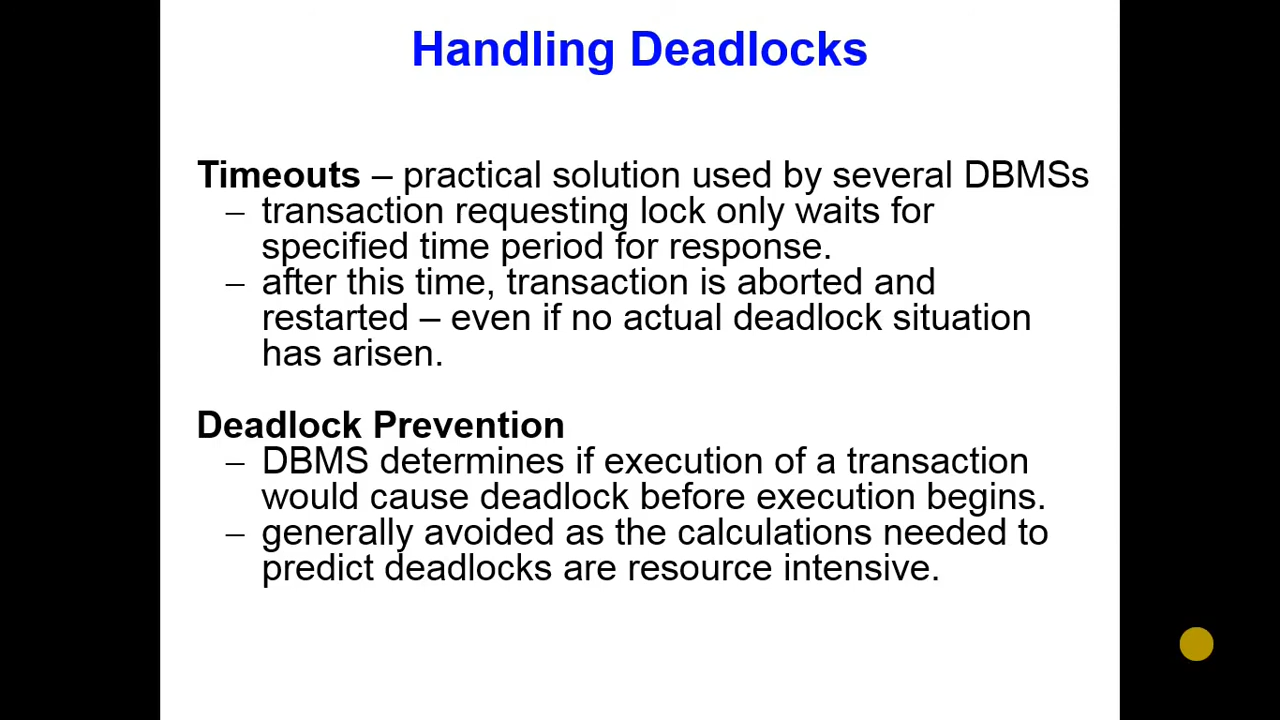 Handling Deadlocks
Timeouts – practical solution used by several DBMSs
– transaction requesting lock only waits for
specified time period for response.
– after this time, transaction is aborted and
restarted – even if no actual deadlock situation
has arisen.
Deadlock Prevention
– DBMS determines if execution of a transaction
would cause deadlock before execution begins.
– generally avoided as the calculations needed to
predict deadlocks are resource intensive.